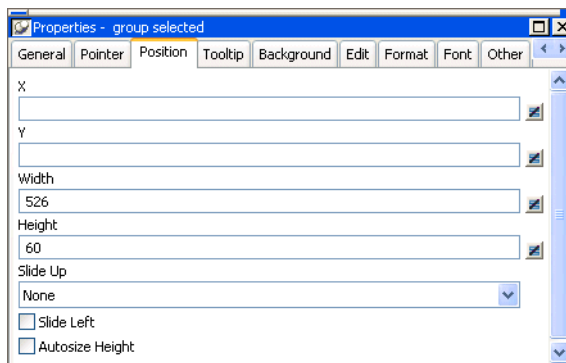 Properties - group selected
General Pointer Position Tooltip Background Edit Format Font Other
X
Y
Width
526
Height
60
Slide Up
None
Slide Left
Autosize Height